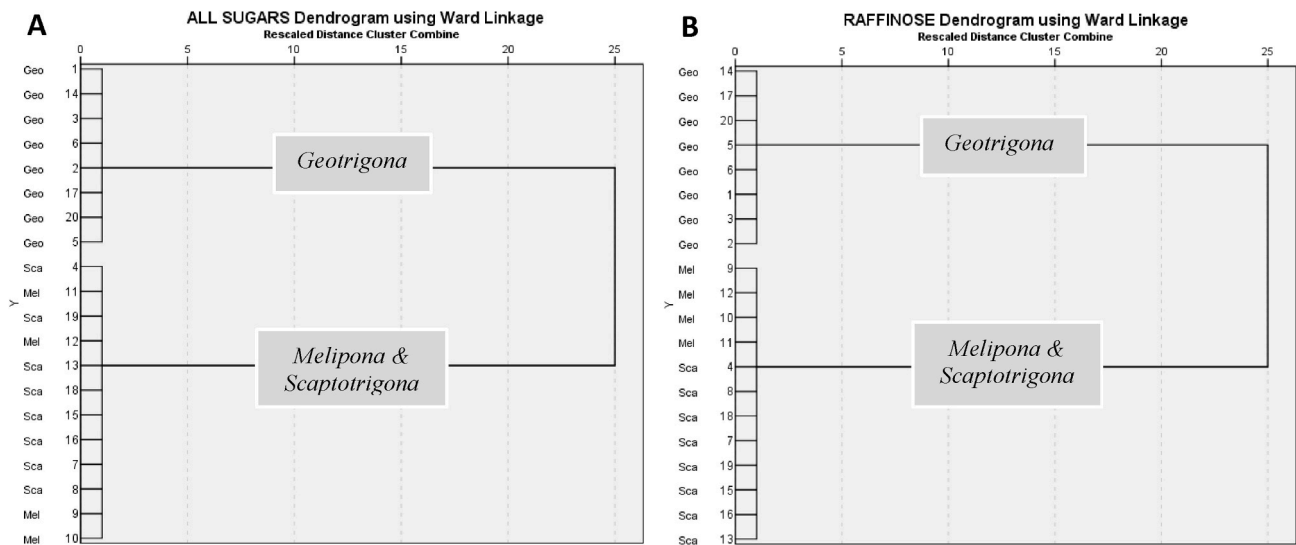 A
ALL SUGARS Dendrogram using Ward Linkage
Rescaled Distance Cluster Combine
0 5 10 15 20 25
Geo 1
Geo 14
Geo 3
Geo 6
Geo 2
Geo 17
Geo 20
Geo 5
Sca 4
Mel 11
Sca 19
Mel 12
Sca 13
Sca 18
Sca 15
Sca 16
Sca 7
Sca 8
Mel 9
Mel 10
Y
Geotrigona
Melipona &
Scaptotrigona
B
RAFFINOSE Dendrogram using Ward Linkage
Rescaled Distance Cluster Combine
0 5 10 15 20 25
Geo 14
Geo 17
Geo 20
Geo 5
Geo 6
Geo 1
Geo 3
Geo 2
Mel 9
Mel 12
Mel 10
Mel 11
Sca 4
Sca 8
Sca 18
Sca 7
Sca 19
Sca 15
Sca 16
Sca 13
Y
Geotrigona
Melipona &
Scaptotrigona